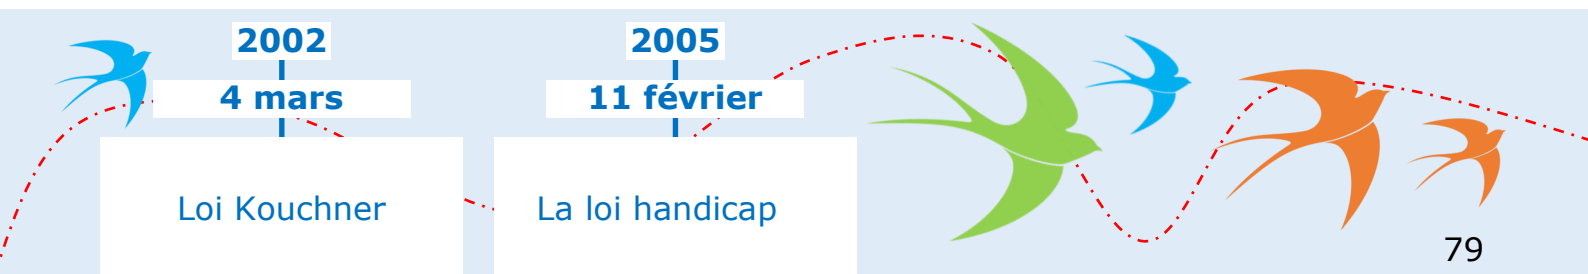 2002
4 mars
Loi Kouchner
2005
11 février
La loi handicap
79